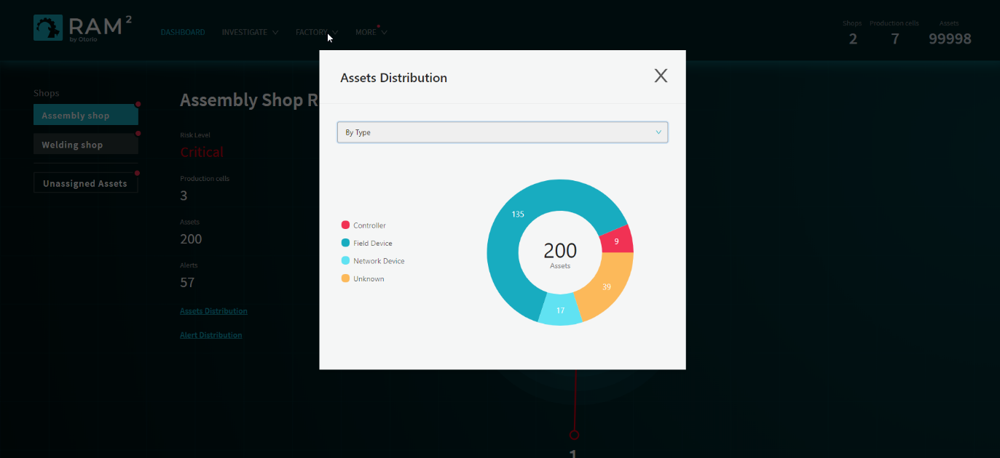 RAM²
by Otorio
DASHBOARD INVESTIGATE FACTORY MORE
Shops Production cells Assets
2 7 99998
Assets Distribution X
Shops
Assembly shop
Welding shop
Unassigned Assets
Assembly Shop R
Risk Level
Critical
Production cells
3
Assets
200
Alerts
57
Assets Distribution
Alert Distribution
By Type
Controller
Field Device
Network Device
Unknown
135
9
200
Assets
39
17
1